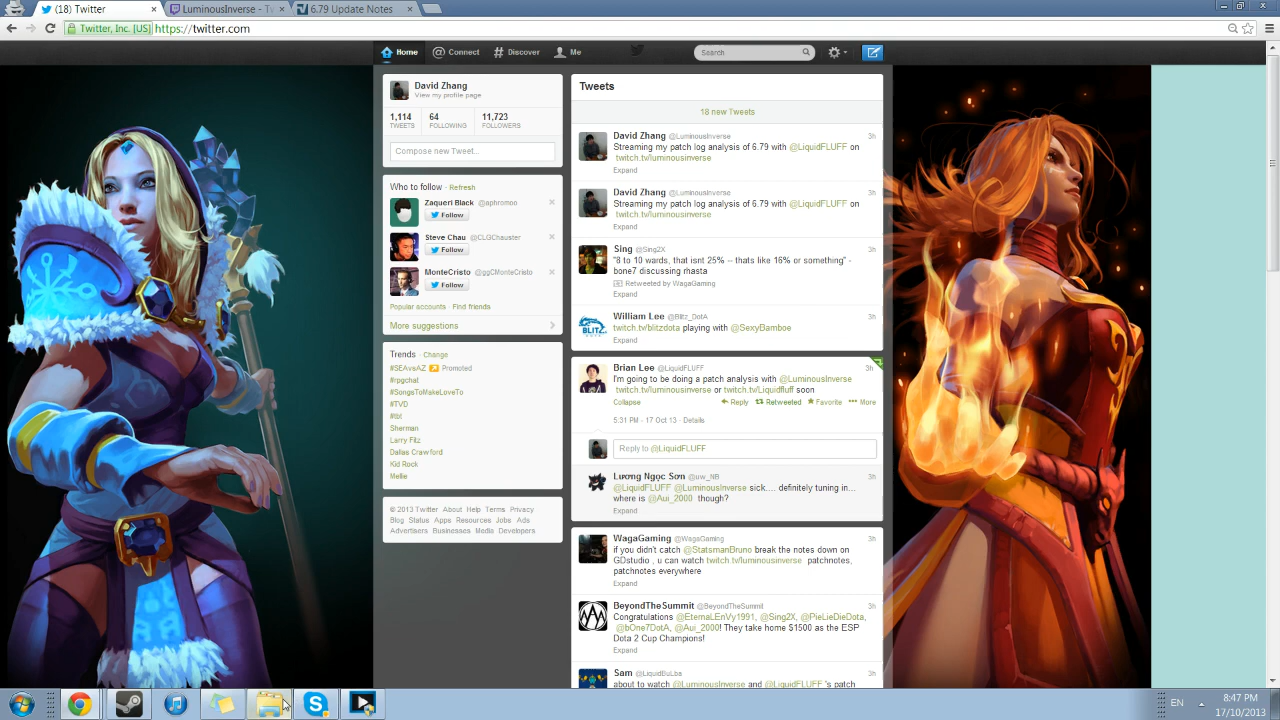 (18) Twitter
LuminousInverse - Tw
6.79 Update Notes
Twitter, Inc. [US] https://twitter.com
Home
@ Connect
# Discover
Me
Search
David Zhang
View my profile page
1,114
TWEETS
64
FOLLOWING
11,723
FOLLOWERS
Compose new Tweet...
Who to follow · Refresh
Zaqueri Black @aphromoo
Follow
Steve Chau @CLGChauster
Follow
MonteCristo @ggCMonteCristo
Follow
Popular accounts · Find friends
More suggestions
Trends · Change
#SEAvsAZ Promoted
#rpgchat
#SongsToMakeLoveTo
#TVD
#tbl
Sherman
Larry Fitz
Dallas Crawford
Kid Rock
Mellie
© 2013 Twitter About Help Terms Privacy
Blog Status Apps Resources Jobs Ads
Advertisers Businesses Media Developers
Tweets
18 new Tweets
David Zhang @LuminousInverse 3h
Streaming my patch log analysis of 6.79 with @LiquidFLUFF on
twitch.tv/luminousinverse
Expand
David Zhang @LuminousInverse 3h
Streaming my patch log analysis of 6.79 with @LiquidFLUFF on
twitch.tv/luminousinverse
Expand
Sing @Sing2X 3h
"8 to 10 wards, that isnt 25% -- thats like 16% or something" -
bone7 discussing rhasta
Retweeted by WagaGaming
Expand
William Lee @Blitz_DotA 3h
twitch.tv/blitzdota playing with @SexyBamboe
Expand
BLITZ
Brian Lee @LiquidFLUFF 3h
I'm going to be doing a patch analysis with @LuminousInverse
twitch.tv/luminousinverse or twitch.tv/Liquidfluff soon
Collapse Reply Retweeted Favorite More
5:31 PM - 17 Oct 13 · Details
Reply to @LiquidFLUFF
Lương Ngọc Sơn @uw_NB 3h
@LiquidFLUFF @LuminousInverse sick.... definitely tuning in...
where is @Aui_2000 though?
Expand
WagaGaming @WagaGaming 3h
if you didn't catch @StatsmanBruno break the notes down on
GDstudio , u can watch twitch.tv/luminousinverse patchnotes,
patchnotes everywhere
Expand
BeyondTheSummit @BeyondTheSummit 3h
Congratulations @EternaLEnVy1991, @Sing2X, @PieLieDieDota,
@bOne7DotA, @Aui_2000! They take home $1500 as the ESP
Dota 2 Cup Champions!
Expand
Sam @LiquidBuLba 3h
about to watch @LuminousInverse and @LiquidFLUFF 's patch
EN
8:47 PM
17/10/2013